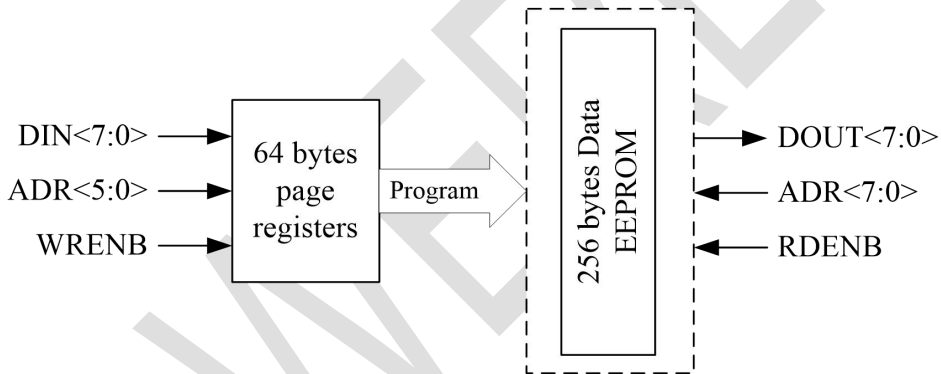 DIN<7:0>
ADR<5:0>
WRENB
64 bytes
page
registers
Program
256 bytes Data
EEPROM
DOUT<7:0>
ADR<7:0>
RDENB